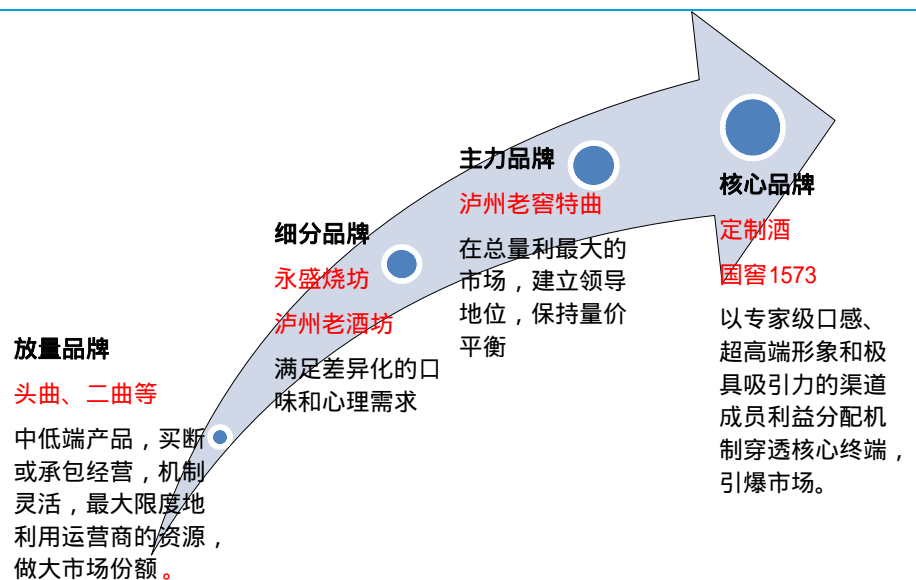 主力品牌
泸州老窖特曲
在总量利最大的
市场，建立领导
地位，保持量价
平衡
核心品牌
定制酒
国窖1573
以专家级口感、
超高端形象和极
具吸引力的渠道
成员利益分配机
制穿透核心终端，
引爆市场。
细分品牌
永盛烧坊
泸州老酒坊
满足差异化的口
味和心理需求
放量品牌
头曲、二曲等
中低端产品，买断
或承包经营，机制
灵活，最大限度地
利用运营商的资源，
做大市场份额。